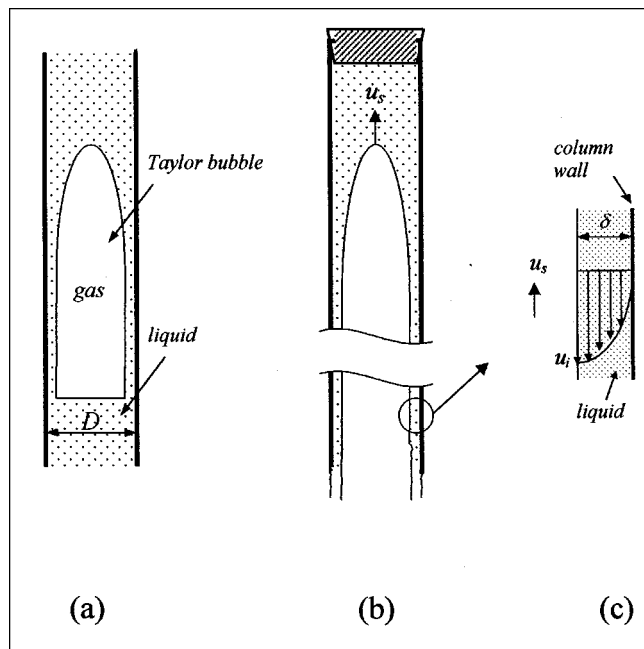 Taylor bubble
gas
liquid
D
(a)
u_s
(b)
column
wall
δ
u_s
u_i
liquid
(c)